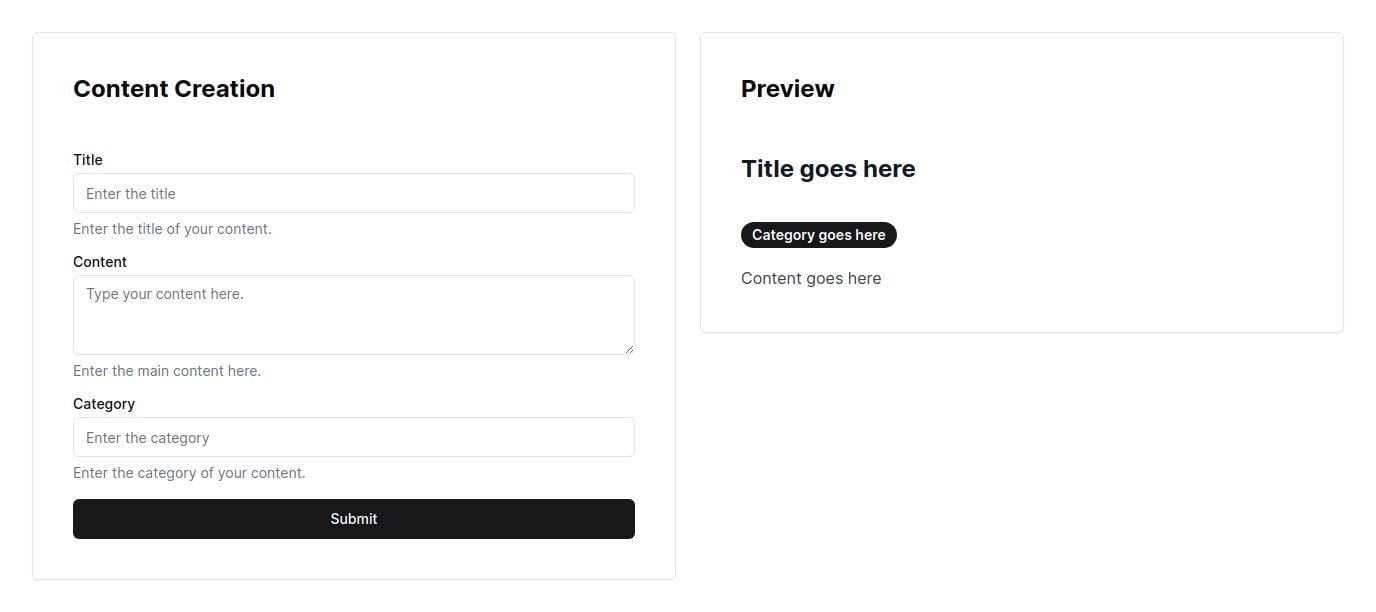 Content Creation
Title
Enter the title
Enter the title of your content.
Content
Type your content here.
Enter the main content here.
Category
Enter the category
Enter the category of your content.
Submit
Preview
Title goes here
Category goes here
Content goes here